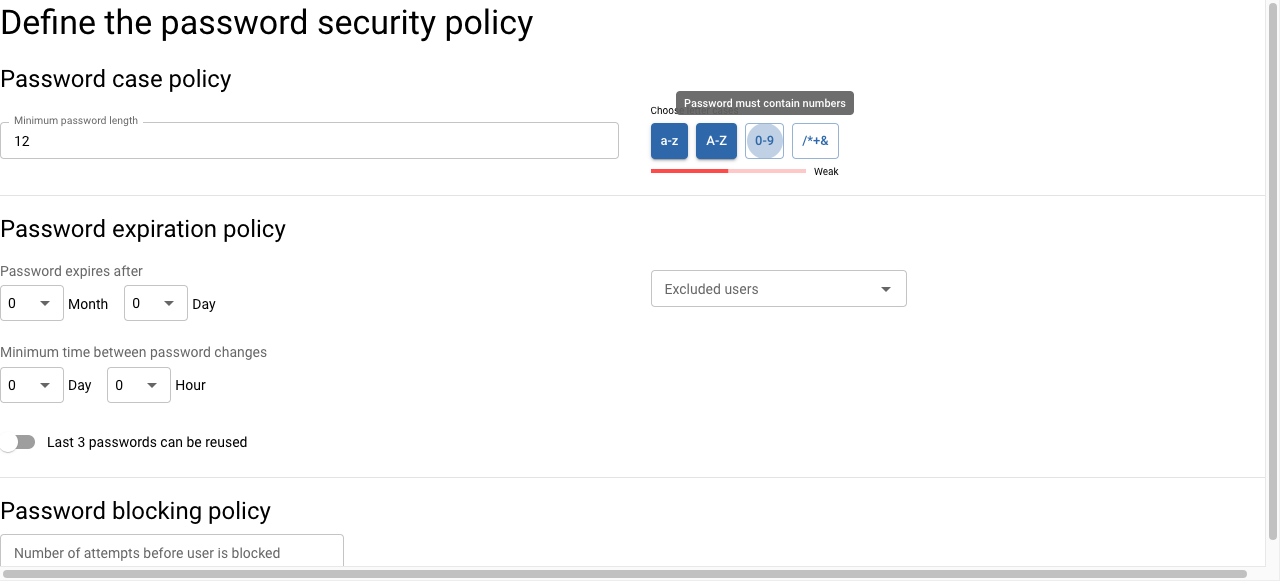 Define the password security policy
Password case policy
Minimum password length
12
Password must contain numbers
a-z
A-Z
0-9
/*+&
Weak
Password expiration policy
Password expires after
0 Month 0 Day
Excluded users
Minimum time between password changes
0 Day 0 Hour
Last 3 passwords can be reused
Password blocking policy
Number of attempts before user is blocked